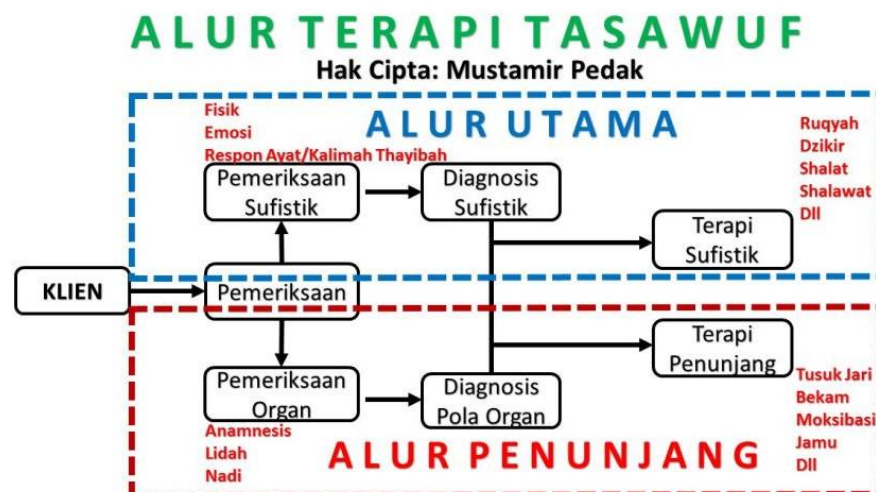 ALUR TERAPI TASAWUF
Hak Cipta: Mustamir Pedak
Fisik
Emosi
Respon Ayat/Kalimah Thayibah
ALUR UTAMA
Ruqyah
Dzikir
Shalat
Shalawat
Dll
Pemeriksaan
Sufistik
Diagnosis
Sufistik
Terapi
Sufistik
KLIEN
Pemeriksaan
Terapi
Penunjang
Pemeriksaan
Organ
Diagnosis
Pola Organ
Tusuk Jari
Bekam
Moksibasi
Jamu
Dll
Anamnesis
Lidah
Nadi
ALUR PENUNJANG